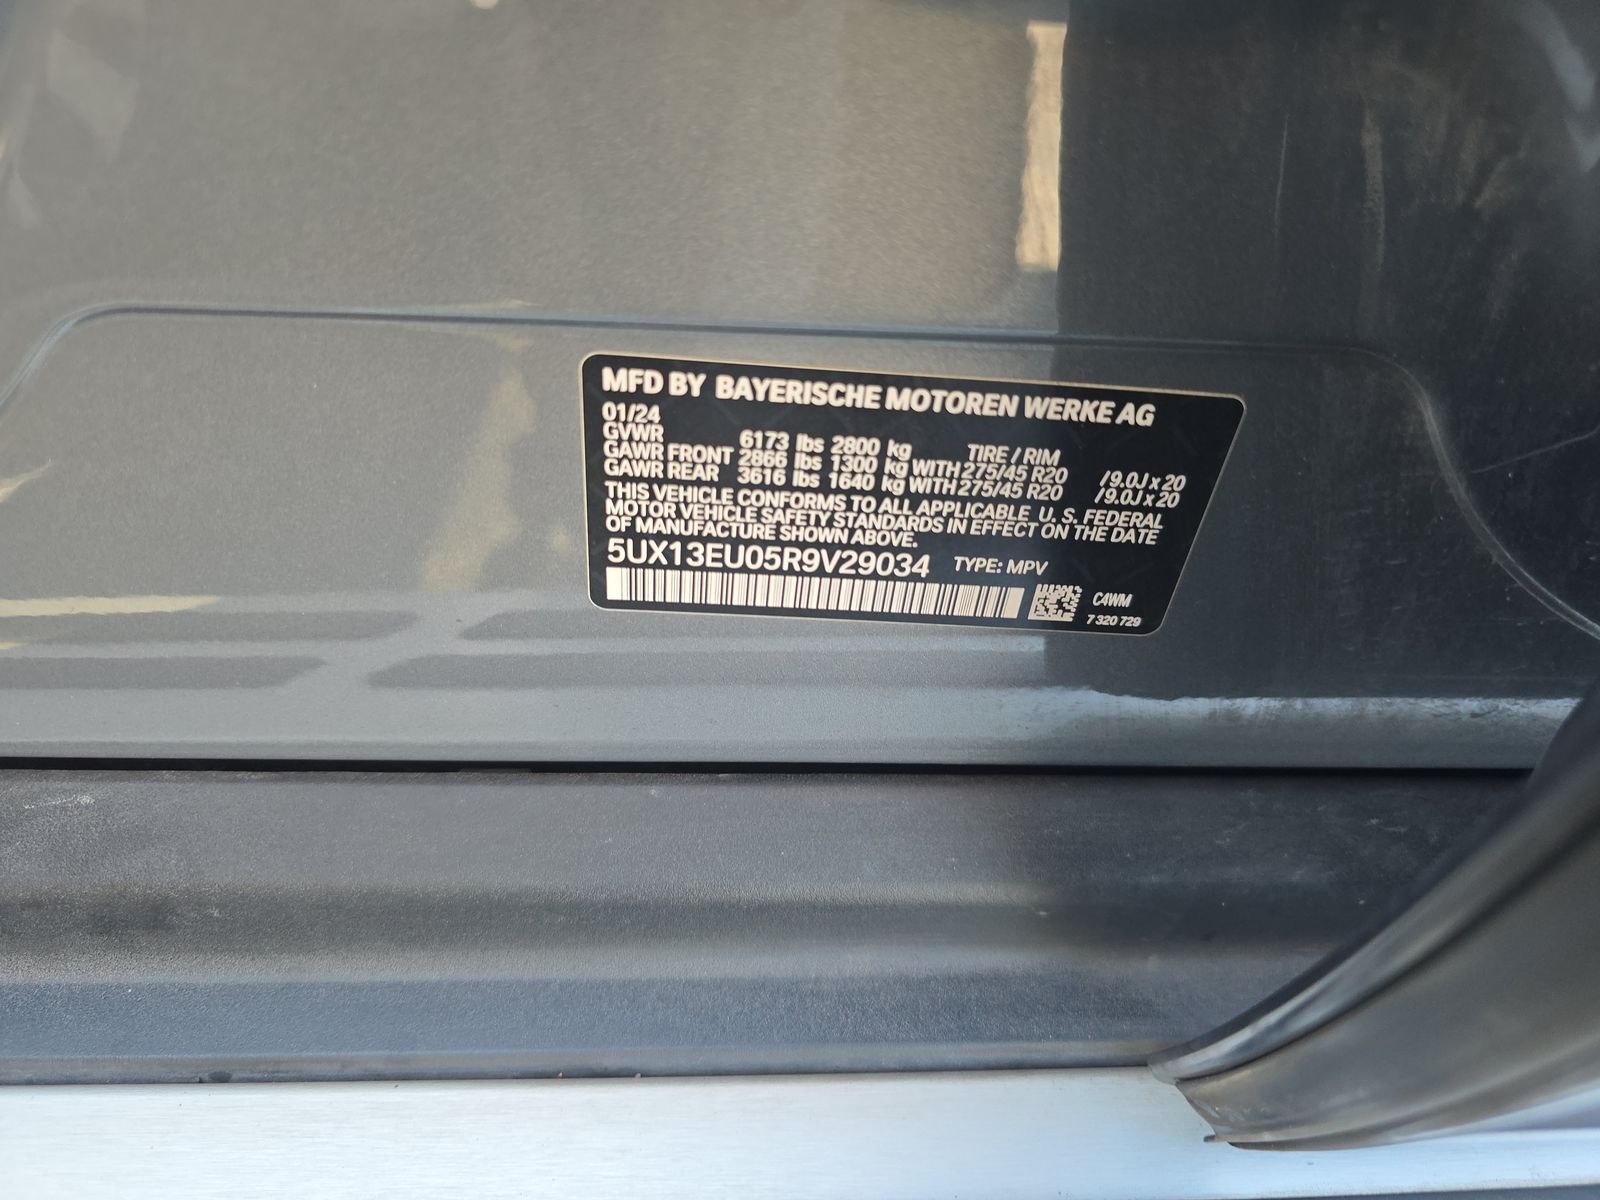 MFD BY BAYERISCHE MOTOREN WERKE AG
01/24
GVWR 6173 lbs 2800 kg TIRE / RIM
GAWR FRONT 2866 lbs 1300 kg WITH 275/45 R20 /9.0J x 20
GAWR REAR 3616 lbs 1640 kg WITH 275/45 R20 /9.0J x 20
THIS VEHICLE CONFORMS TO ALL APPLICABLE U. S. FEDERAL
MOTOR VEHICLE SAFETY STANDARDS IN EFFECT ON THE DATE
OF MANUFACTURE SHOWN ABOVE.
5UX13EU05R9V29034 TYPE: MPV
C4WM
7 320 729